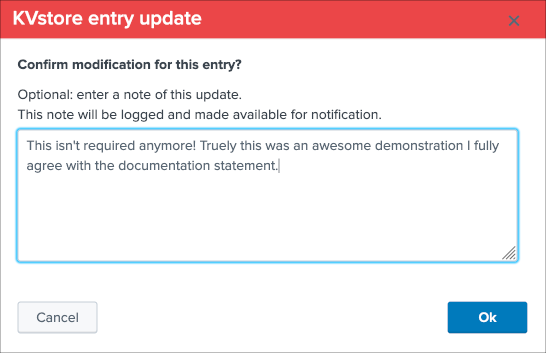 KVstore entry update
Confirm modification for this entry?
Optional: enter a note of this update.
This note will be logged and made available for notification.
This isn't required anymore! Truely this was an awesome demonstration I fully
agree with the documentation statement.
Cancel
Ok